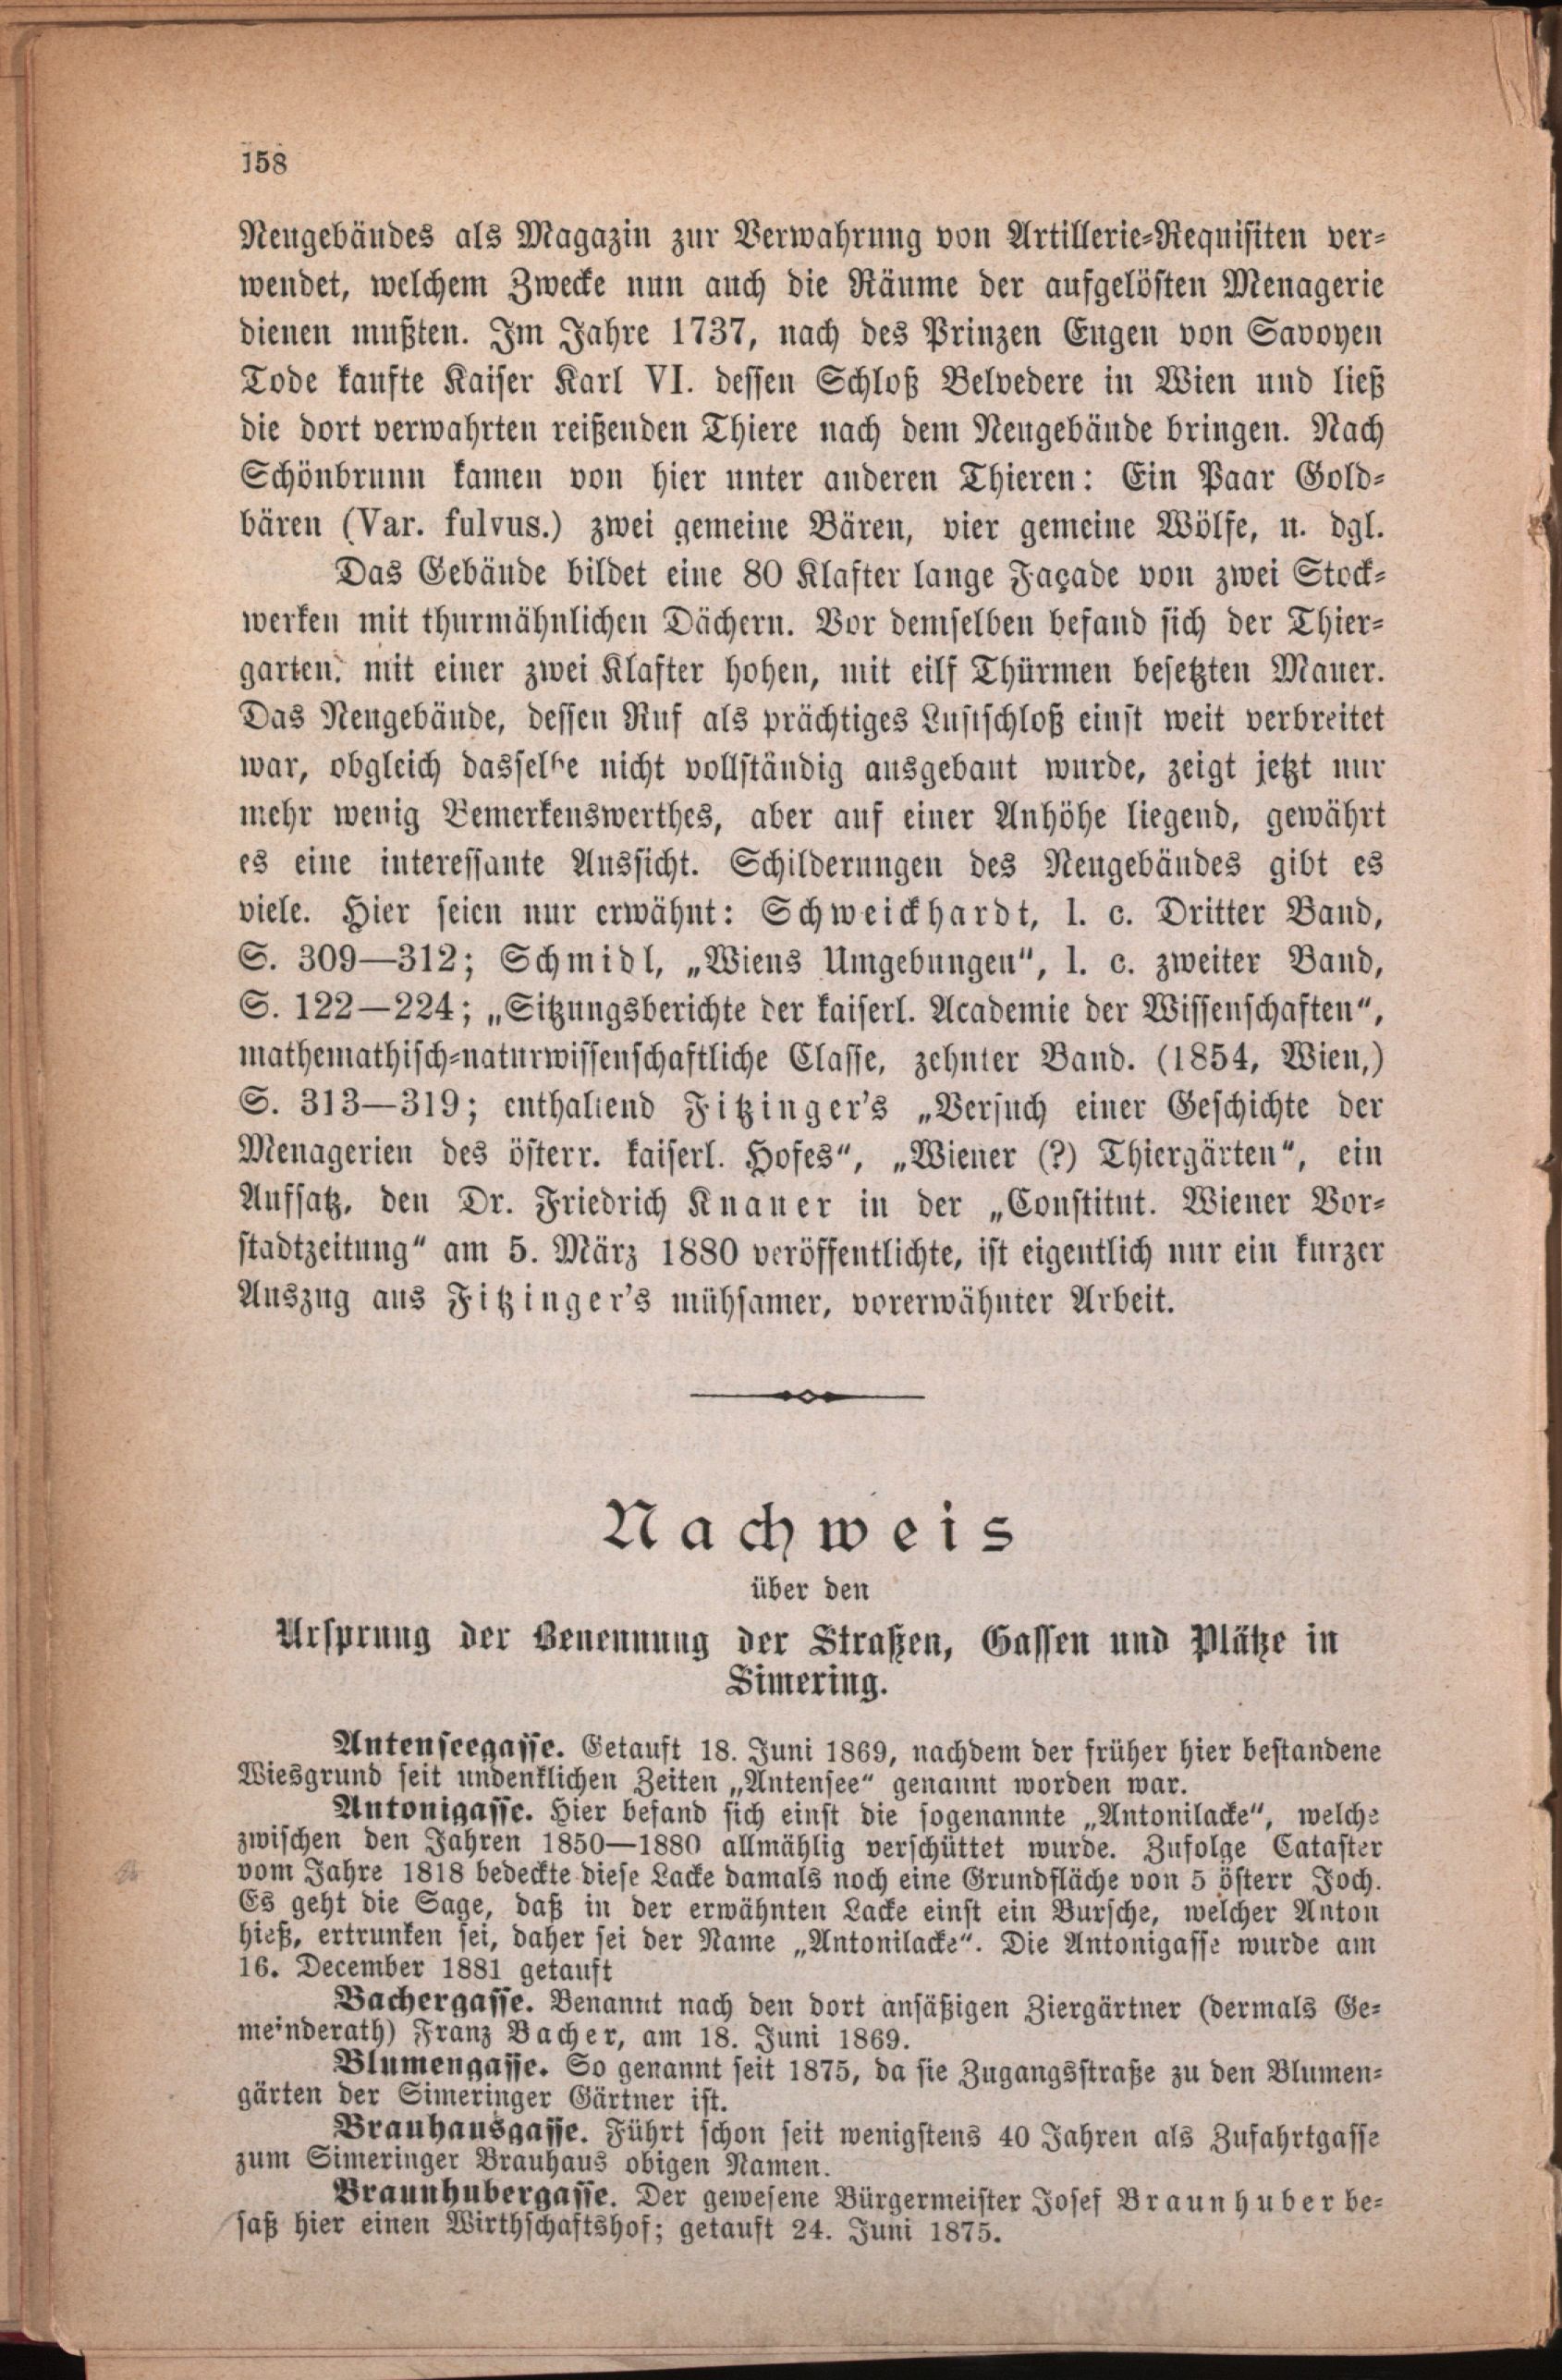 158
Neugebäudes als Magazin zur Verwahrung von Artillerie-Requisiten ver-
wendet, welchem Zwecke nun auch die Räume der aufgelösten Menagerie
dienen mußten. Im Jahre 1737, nach des Prinzen Eugen von Savoyen
Tode kaufte Kaiser Karl VI. dessen Schloß Belvedere in Wien und ließ
die dort verwahrten reißenden Thiere nach dem Neugebäude bringen. Nach
Schönbrunn kamen von hier unter anderen Thieren: Ein Paar Gold-
bären (Var. fulvus.) zwei gemeine Bären, vier gemeine Wölfe, u. dgl.
Das Gebäude bildet eine 80 Klafter lange Façade von zwei Stock-
werken mit thurmähnlichen Dächern. Vor demselben befand sich der Thier-
garten. mit einer zwei Klafter hohen, mit eilf Thürmen besetzten Mauer.
Das Neugebäude, dessen Ruf als prächtiges Lustschloß einst weit verbreitet
war, obgleich dasselbe nicht vollständig ausgebaut wurde, zeigt jetzt nur
mehr wenig Bemerkenswerthes, aber auf einer Anhöhe liegend, gewährt
es eine interessante Aussicht. Schilderungen des Neugebäudes gibt es
viele. Hier seien nur erwähnt: Schweickhardt, l. c. Dritter Band,
S. 309—312; Schmidl, „Wiens Umgebungen“, l. c. zweiter Band,
S. 122—224; „Sitzungsberichte der kaiserl. Academie der Wissenschaften“,
mathemathisch-naturwissenschaftliche Classe, zehnter Band. (1854, Wien,)
S. 313—319; enthaltend Fitzinger's „Versuch einer Geschichte der
Menagerien des österr. kaiserl. Hofes“, „Wiener (?) Thiergärten“, ein
Aufsatz, den Dr. Friedrich Knauer in der „Constitut. Wiener Vor-
stadtzeitung“ am 5. März 1880 veröffentlichte, ist eigentlich nur ein kurzer
Auszug aus Fitzinger's mühsamer, vorerwähnter Arbeit.
Nachweis
über den
Ursprung der Benennung der Straßen, Gassen und Plätze in
Simering.
Antenseegasse. Getauft 18. Juni 1869, nachdem der früher hier bestandene
Wiesgrund seit undenklichen Zeiten „Antensee“ genannt worden war.
Antonigasse. Hier befand sich einst die sogenannte „Antonilacke“, welche
zwischen den Jahren 1850—1880 allmählig verschüttet wurde. Zufolge Cataster
vom Jahre 1818 bedeckte diese Lacke damals noch eine Grundfläche von 5 österr Joch.
Es geht die Sage, daß in der erwähnten Lacke einst ein Bursche, welcher Anton
hieß, ertrunken sei, daher sei der Name „Antonilacke“. Die Antonigasse wurde am
16. December 1881 getauft
Bachergasse. Benannt nach den dort ansäßigen Ziergärtner (dermals Ge-
meinderath) Franz Bacher, am 18. Juni 1869.
Blumengasse. So genannt seit 1875, da sie Zugangsstraße zu den Blumen-
gärten der Simeringer Gärtner ist.
Brauhausgasse. Führt schon seit wenigstens 40 Jahren als Zufahrtgasse
zum Simeringer Brauhaus obigen Namen.
Braunhubergasse. Der gewesene Bürgermeister Josef Braunhuber be-
saß hier einen Wirthschaftshof; getauft 24. Juni 1875.